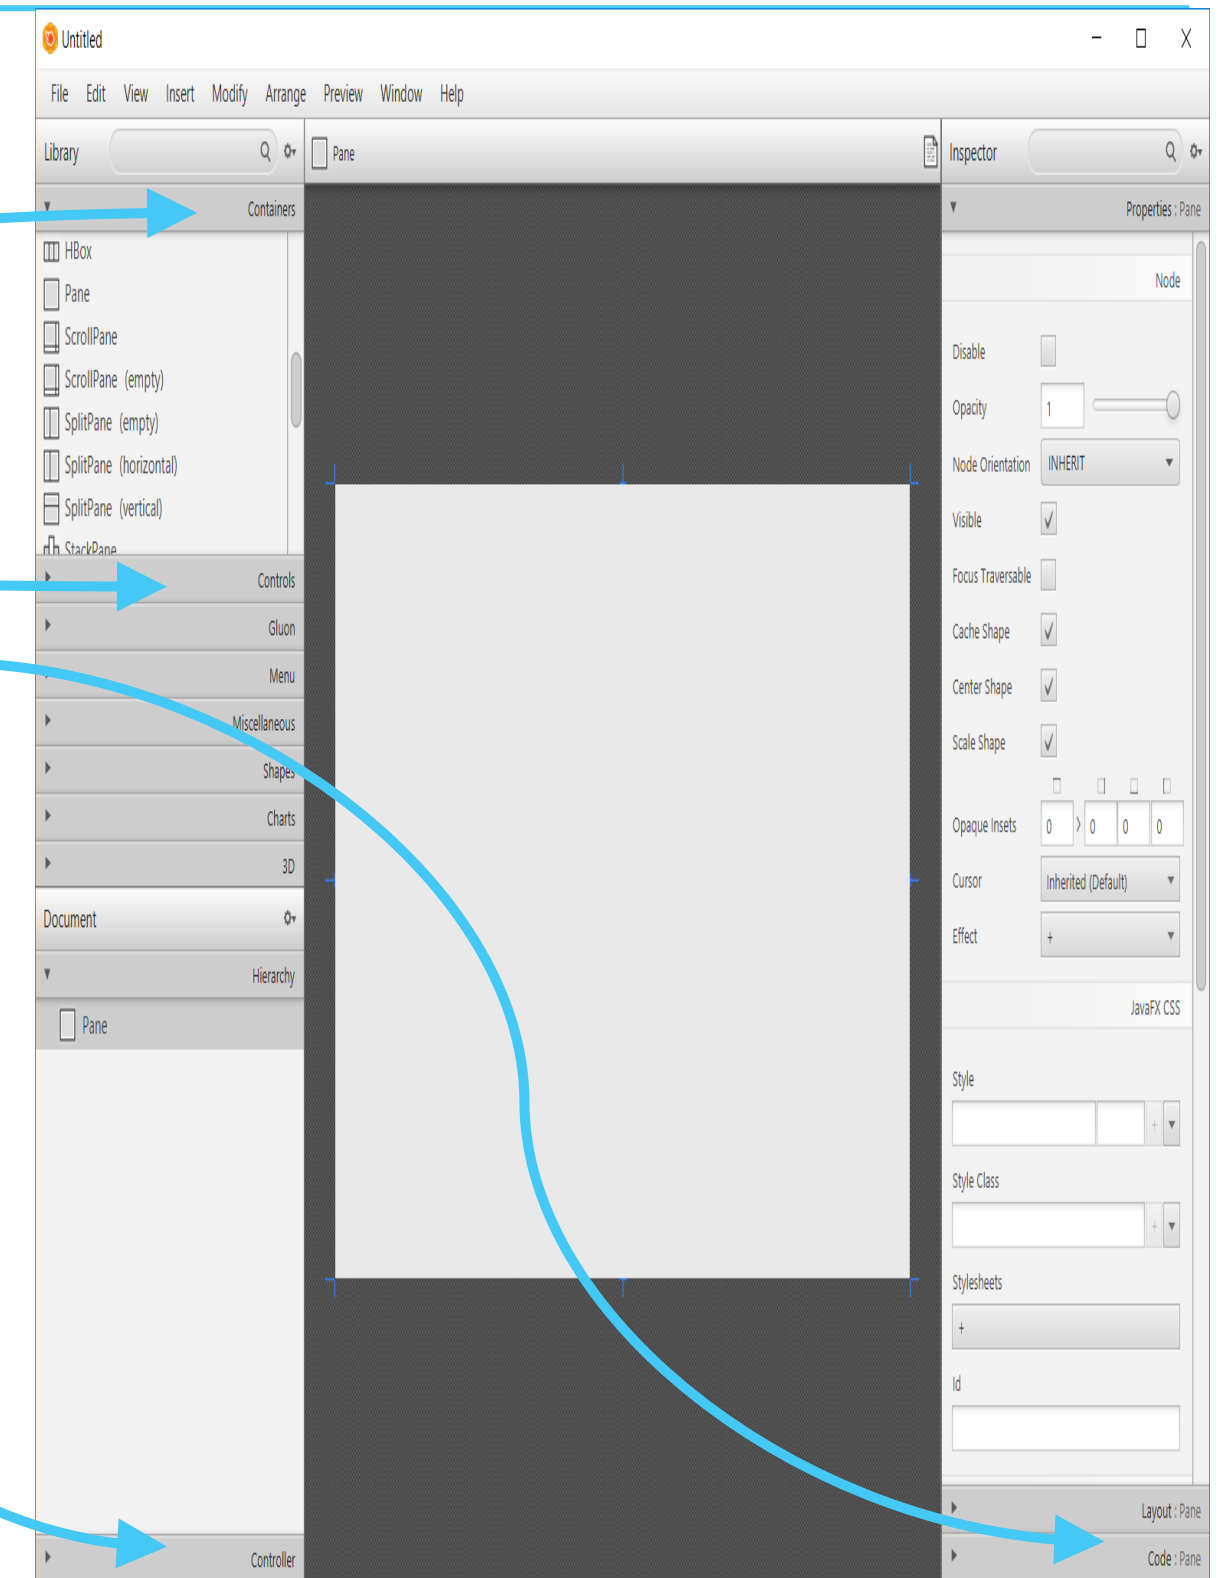 Untitled
File Edit View Insert Modify Arrange Preview Window Help
Library
Pane
Inspector
Containers
HBox
Pane
ScrollPane
ScrollPane (empty)
SplitPane (empty)
SplitPane (horizontal)
SplitPane (vertical)
StackPane
Controls
Gluon
Menu
Miscellaneous
Shapes
Charts
3D
Document
Hierarchy
Pane
Controller
Properties : Pane
Node
Disable
Opacity 1
Node Orientation INHERIT
Visible
Focus Traversable
Cache Shape
Center Shape
Scale Shape
Opaque Insets 0 0 0 0
Cursor Inherited (Default)
Effect +
JavaFX CSS
Style
+
Style Class
+
Stylesheets
+
Id
Layout : Pane
Code : Pane